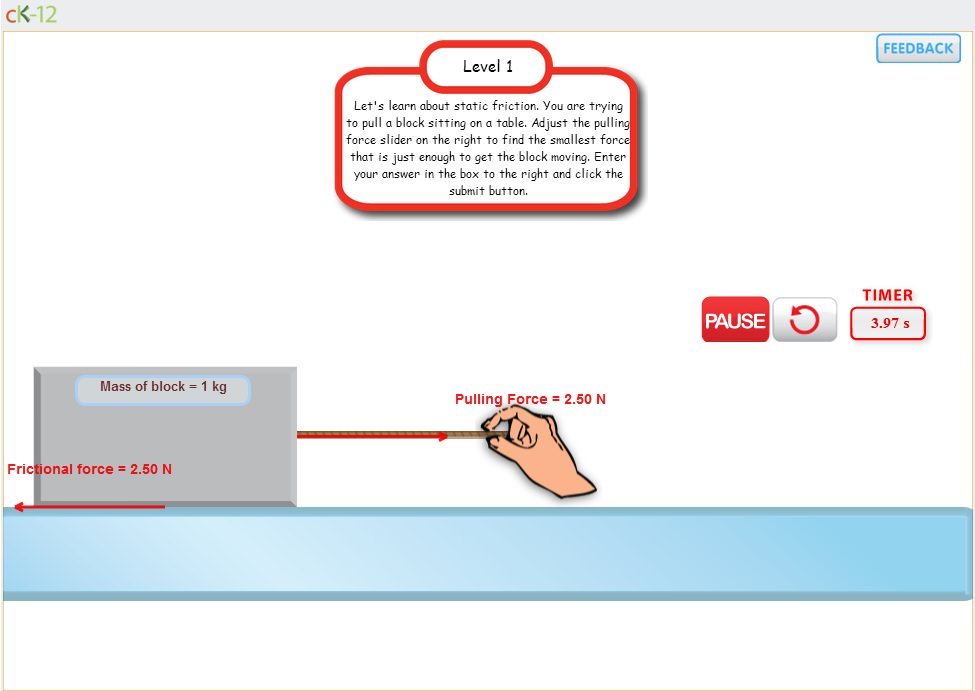 cK-12
FEEDBACK
Level 1
Let's learn about static friction. You are trying
to pull a block sitting on a table. Adjust the pulling
force slider on the right to find the smallest force
that is just enough to get the block moving. Enter
your answer in the box to the right and click the
submit button.
TIMER
PAUSE
3.97 s
Mass of block = 1 kg
Pulling Force = 2.50 N
Frictional force = 2.50 N